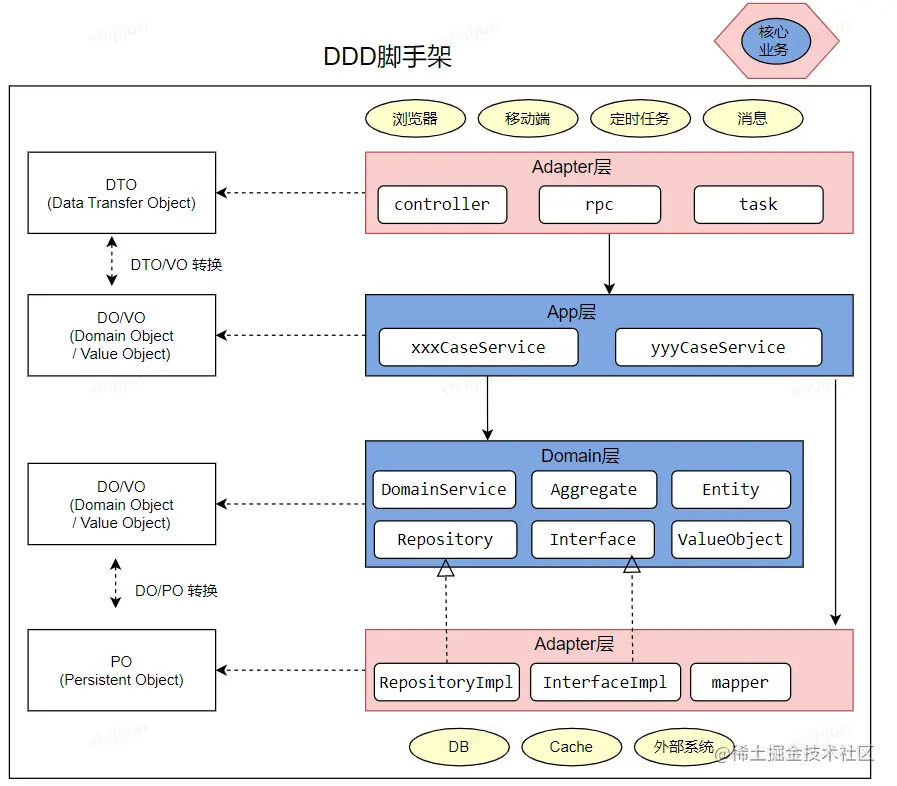 核心
业务
DDD脚手架
浏览器
移动端
定时任务
消息
DTO
(Data Transfer Object)
Adapter层
controller
rpc
task
DTO/VO 转换
DO/VO
(Domain Object
/ Value Object)
App层
xxxCaseService
yyyCaseService
DO/VO
(Domain Object
/ Value Object)
Domain层
DomainService
Aggregate
Entity
Repository
Interface
ValueObject
DO/PO 转换
PO
(Persistent Object)
Adapter层
RepositoryImpl
InterfaceImpl
mapper
DB
Cache
外部系统
@稀土掘金技术社区